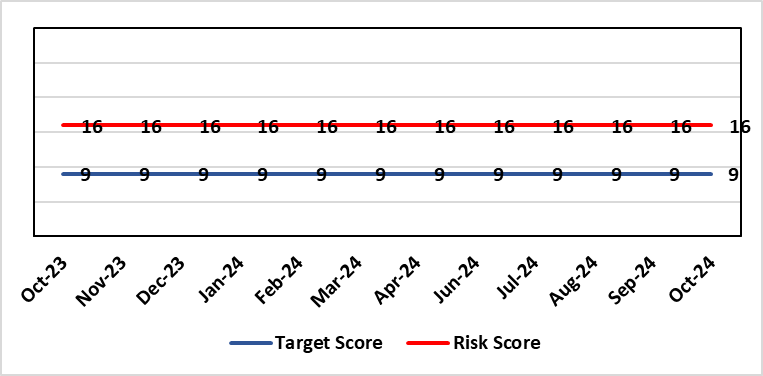 16 16 16 16 16 16 16 16 16 16 16 16
9 9 9 9 9 9 9 9 9 9 9 9
Oct-23 Nov-23 Dec-23 Jan-24 Feb-24 Mar-24 Apr-24 Jun-24 Jul-24 Aug-24 Sep-24 Oct-24
Target Score Risk Score